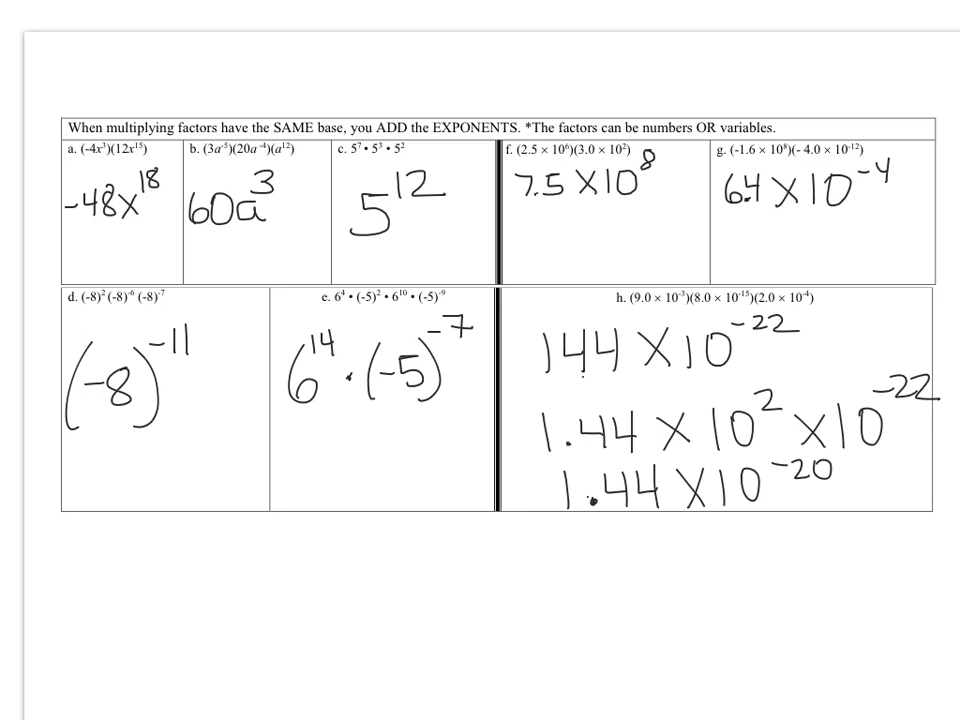 When multiplying factors have the SAME base, you ADD the EXPONENTS. *The factors can be numbers OR variables.
a. (-4x³)(12x¹⁵)
-48x¹⁸
b. (3a⁻⁵)(20a⁻⁴)(a¹²)
60a³
c. 5⁷ • 5³ • 5²
5¹²
f. (2.5 × 10⁶)(3.0 × 10²)
7.5 X10⁸
g. (-1.6 × 10⁸)(- 4.0 × 10⁻¹²)
6.4 X 10⁻⁴
d. (-8)² (-8)⁻⁶ (-8)⁻⁷
(-8)⁻¹¹
e. 6⁴ • (-5)² • 6¹⁰ • (-5)⁻⁹
6¹⁴ · (-5)⁻⁷
h. (9.0 × 10⁻³)(8.0 × 10⁻¹⁵)(2.0 × 10⁻⁴)
144 X 10⁻²²
1.44 X 10² X 10⁻²²
1.44 X 10⁻²⁰